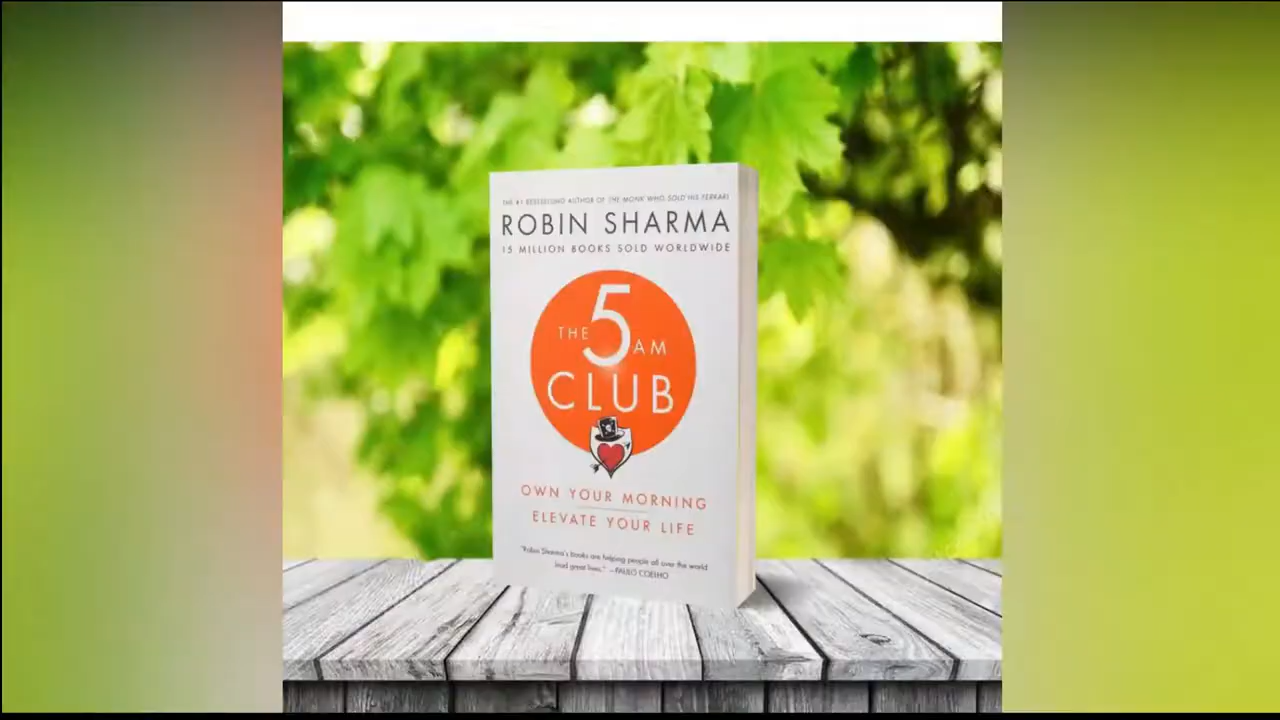 THE #1 BESTSELLING AUTHOR OF THE MONK WHO SOLD HIS FERRARI
ROBIN SHARMA
15 MILLION BOOKS SOLD WORLDWIDE
THE 5 AM
CLUB
OWN YOUR MORNING
ELEVATE YOUR LIFE
"Robin Sharma's books are helping people all over the world
lead great lives." —PAULO COELHO